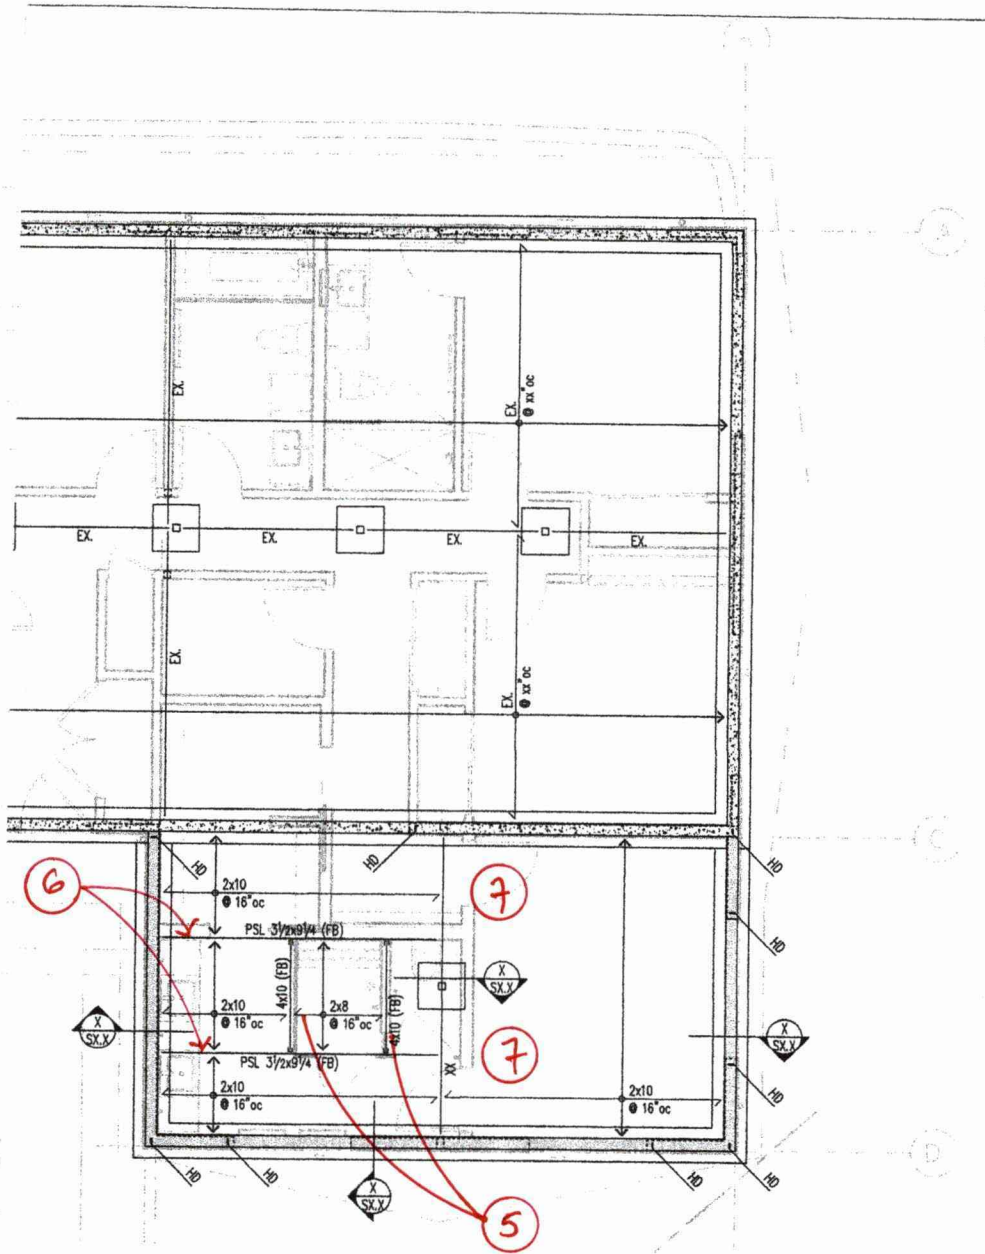 A
EX.
EX.
@ xx"oc
EX.
EX.
EX.
EX.
EX.
EX.
@ xx"oc
C
HD
HD
HD
6
2x10
@ 16"oc
7
PSL 3½x9¼ (FB)
HD
4x10 (FB)
2x10
@ 16"oc
2x8
@ 16"oc
4x10 (FB)
X
SX.X
X
SX.X
X
SX.X
7
PSL 3½x9¼ (FB)
XX
2x10
@ 16"oc
2x10
@ 16"oc
HD
D
HD
HD
HD
HD
X
SX.X
5